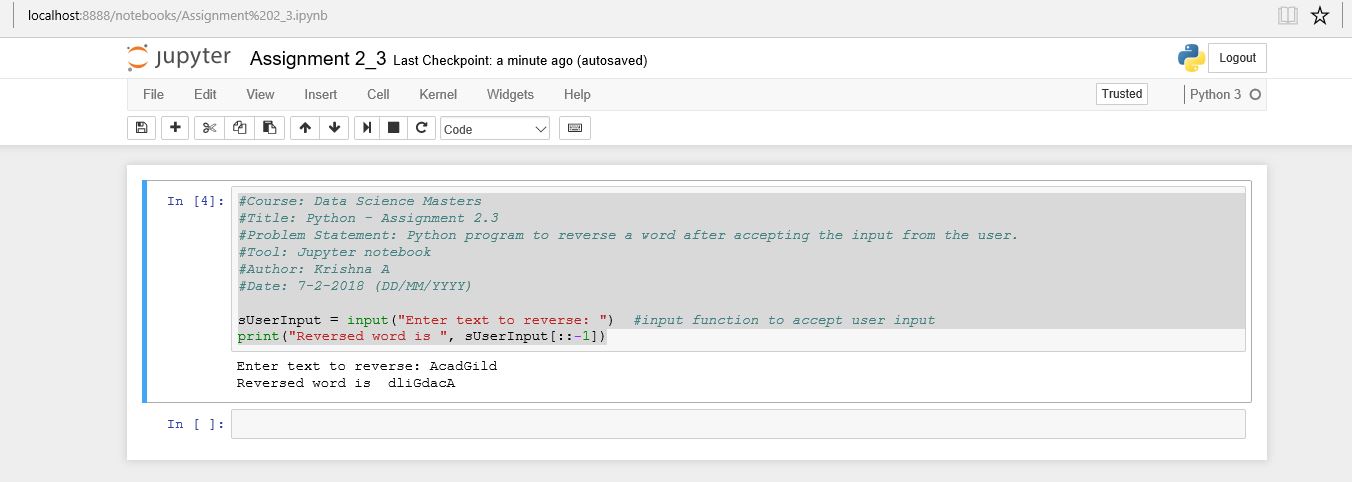 localhost:8888/notebooks/Assignment%202_3.ipynb
jupyter Assignment 2_3 Last Checkpoint: a minute ago (autosaved) Logout
File Edit View Insert Cell Kernel Widgets Help Trusted Python 3
Code
In [4]: #Course: Data Science Masters
#Title: Python - Assignment 2.3
#Problem Statement: Python program to reverse a word after accepting the input from the user.
#Tool: Jupyter notebook
#Author: Krishna A
#Date: 7-2-2018 (DD/MM/YYYY)
sUserInput = input("Enter text to reverse: ")  #input function to accept user input
print("Reversed word is ", sUserInput[::-1])
Enter text to reverse: AcadGild
Reversed word is  dliGdacA
In [ ]: